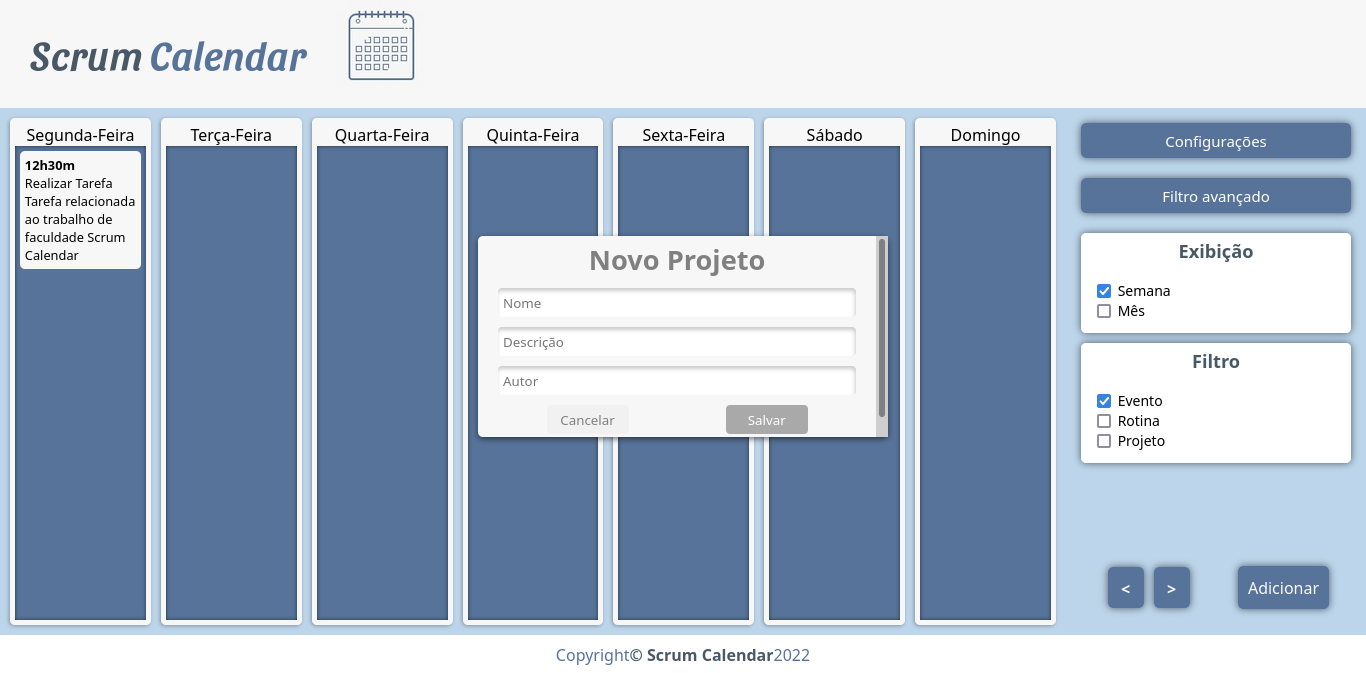 Scrum Calendar
Segunda-Feira
Terça-Feira
Quarta-Feira
Quinta-Feira
Sexta-Feira
Sábado
Domingo
12h30m
Realizar Tarefa
Tarefa relacionada
ao trabalho de
faculdade Scrum
Calendar
Novo Projeto
Nome
Descrição
Autor
Cancelar
Salvar
Configurações
Filtro avançado
Exibição
Semana
Mês
Filtro
Evento
Rotina
Projeto
<
>
Adicionar
Copyright© Scrum Calendar2022